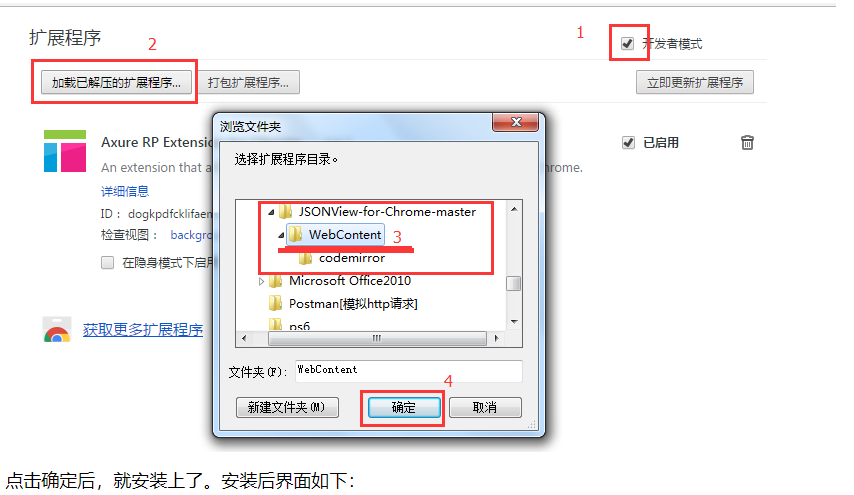 扩展程序
2
1
开发者模式
加载已解压的扩展程序...
打包扩展程序...
立即更新扩展程序
浏览文件夹
选择扩展程序目录。
Axure RP Extensio
已启用
An extension that a
hrome.
详细信息
ID： dogkpdfcklifaem
检查视图： backgro
在隐身模式下启用
获取更多扩展程序
JSONView-for-Chrome-master
WebContent
3
codemirror
Microsoft Office2010
Postman[模拟http请求]
ps6
文件夹(F):
WebContent
4
新建文件夹(M)
确定
取消
点击确定后，就安装上了。安装后界面如下：